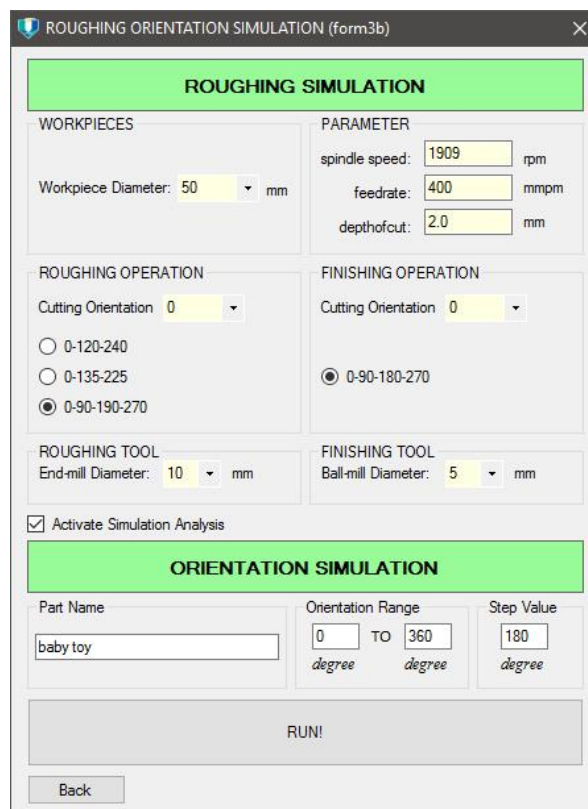 ROUGHING ORIENTATION SIMULATION (form3b)
ROUGHING SIMULATION
WORKPIECES
Workpiece Diameter: 50 mm
PARAMETER
spindle speed: 1909 rpm
feedrate: 400 mmpm
depthofcut: 2.0 mm
ROUGHING OPERATION
Cutting Orientation 0
0-120-240
0-135-225
0-90-190-270
FINISHING OPERATION
Cutting Orientation 0
0-90-180-270
ROUGHING TOOL
End-mill Diameter: 10 mm
FINISHING TOOL
Ball-mill Diameter: 5 mm
Activate Simulation Analysis
ORIENTATION SIMULATION
Part Name
baby toy
Orientation Range
0 TO 360
degree degree
Step Value
180
degree
RUN!
Back